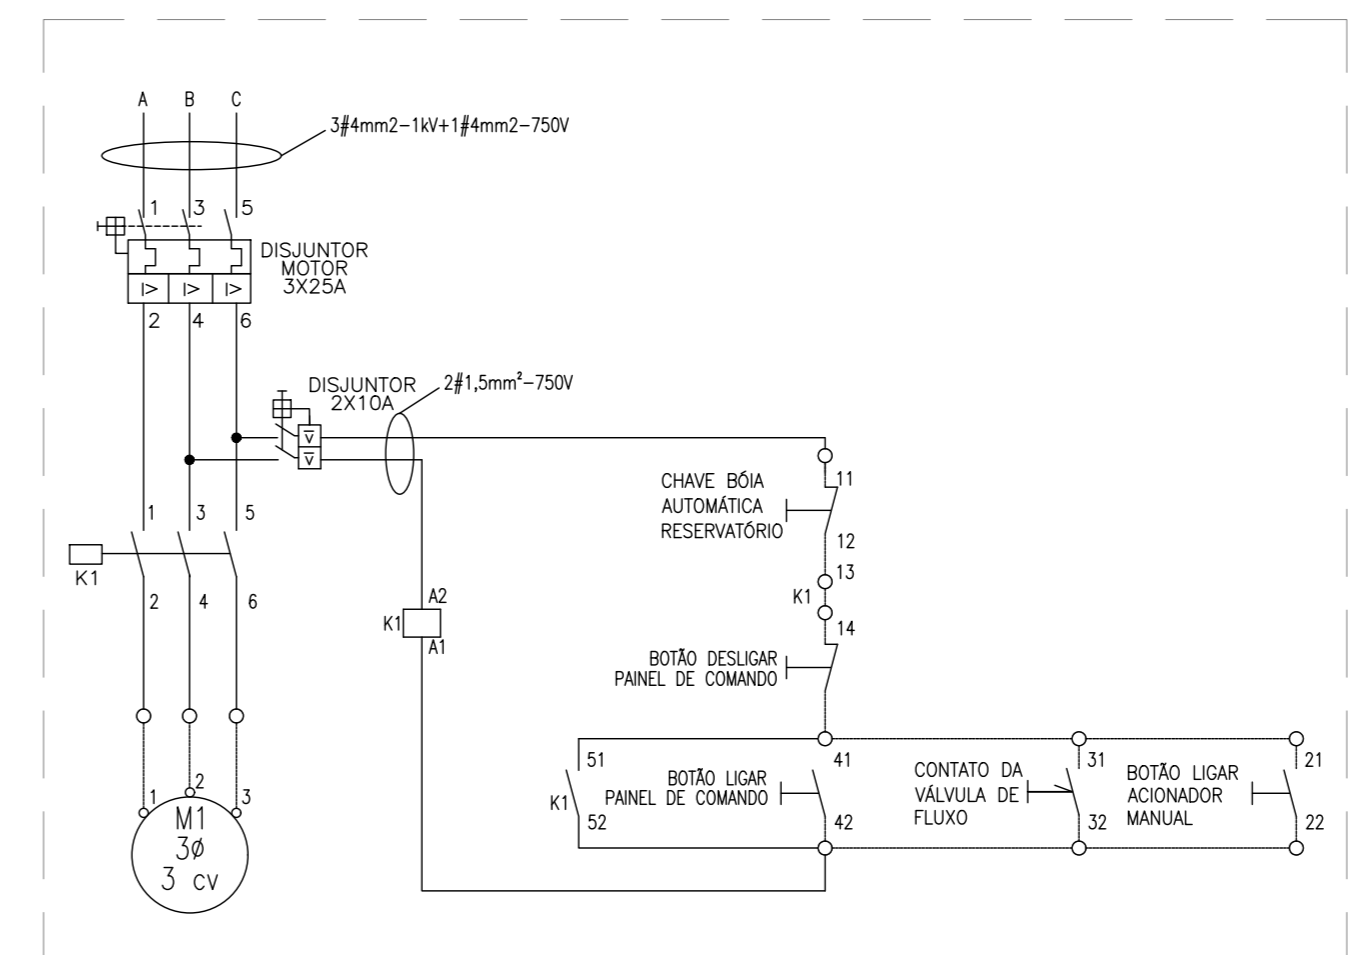 A B C
3#4mm2-1kV+1#4mm2-750V
1 3 5
DISJUNTOR
MOTOR
3X25A
I> I> I>
2 4 6
DISJUNTOR
2X10A
2#1,5mm²-750V
11
CHAVE BÓIA
AUTOMÁTICA
RESERVATÓRIO
12
1 3 5
K1
2 4 6
13
K1
14
A2
K1
A1
BOTÃO DESLIGAR
PAINEL DE COMANDO
51
K1
52
41
BOTÃO LIGAR
PAINEL DE COMANDO
42
31
CONTATO DA
VÁLVULA DE
FLUXO
32
21
BOTÃO LIGAR
ACIONADOR
MANUAL
22
1 2 3
M1
3ø
3 CV